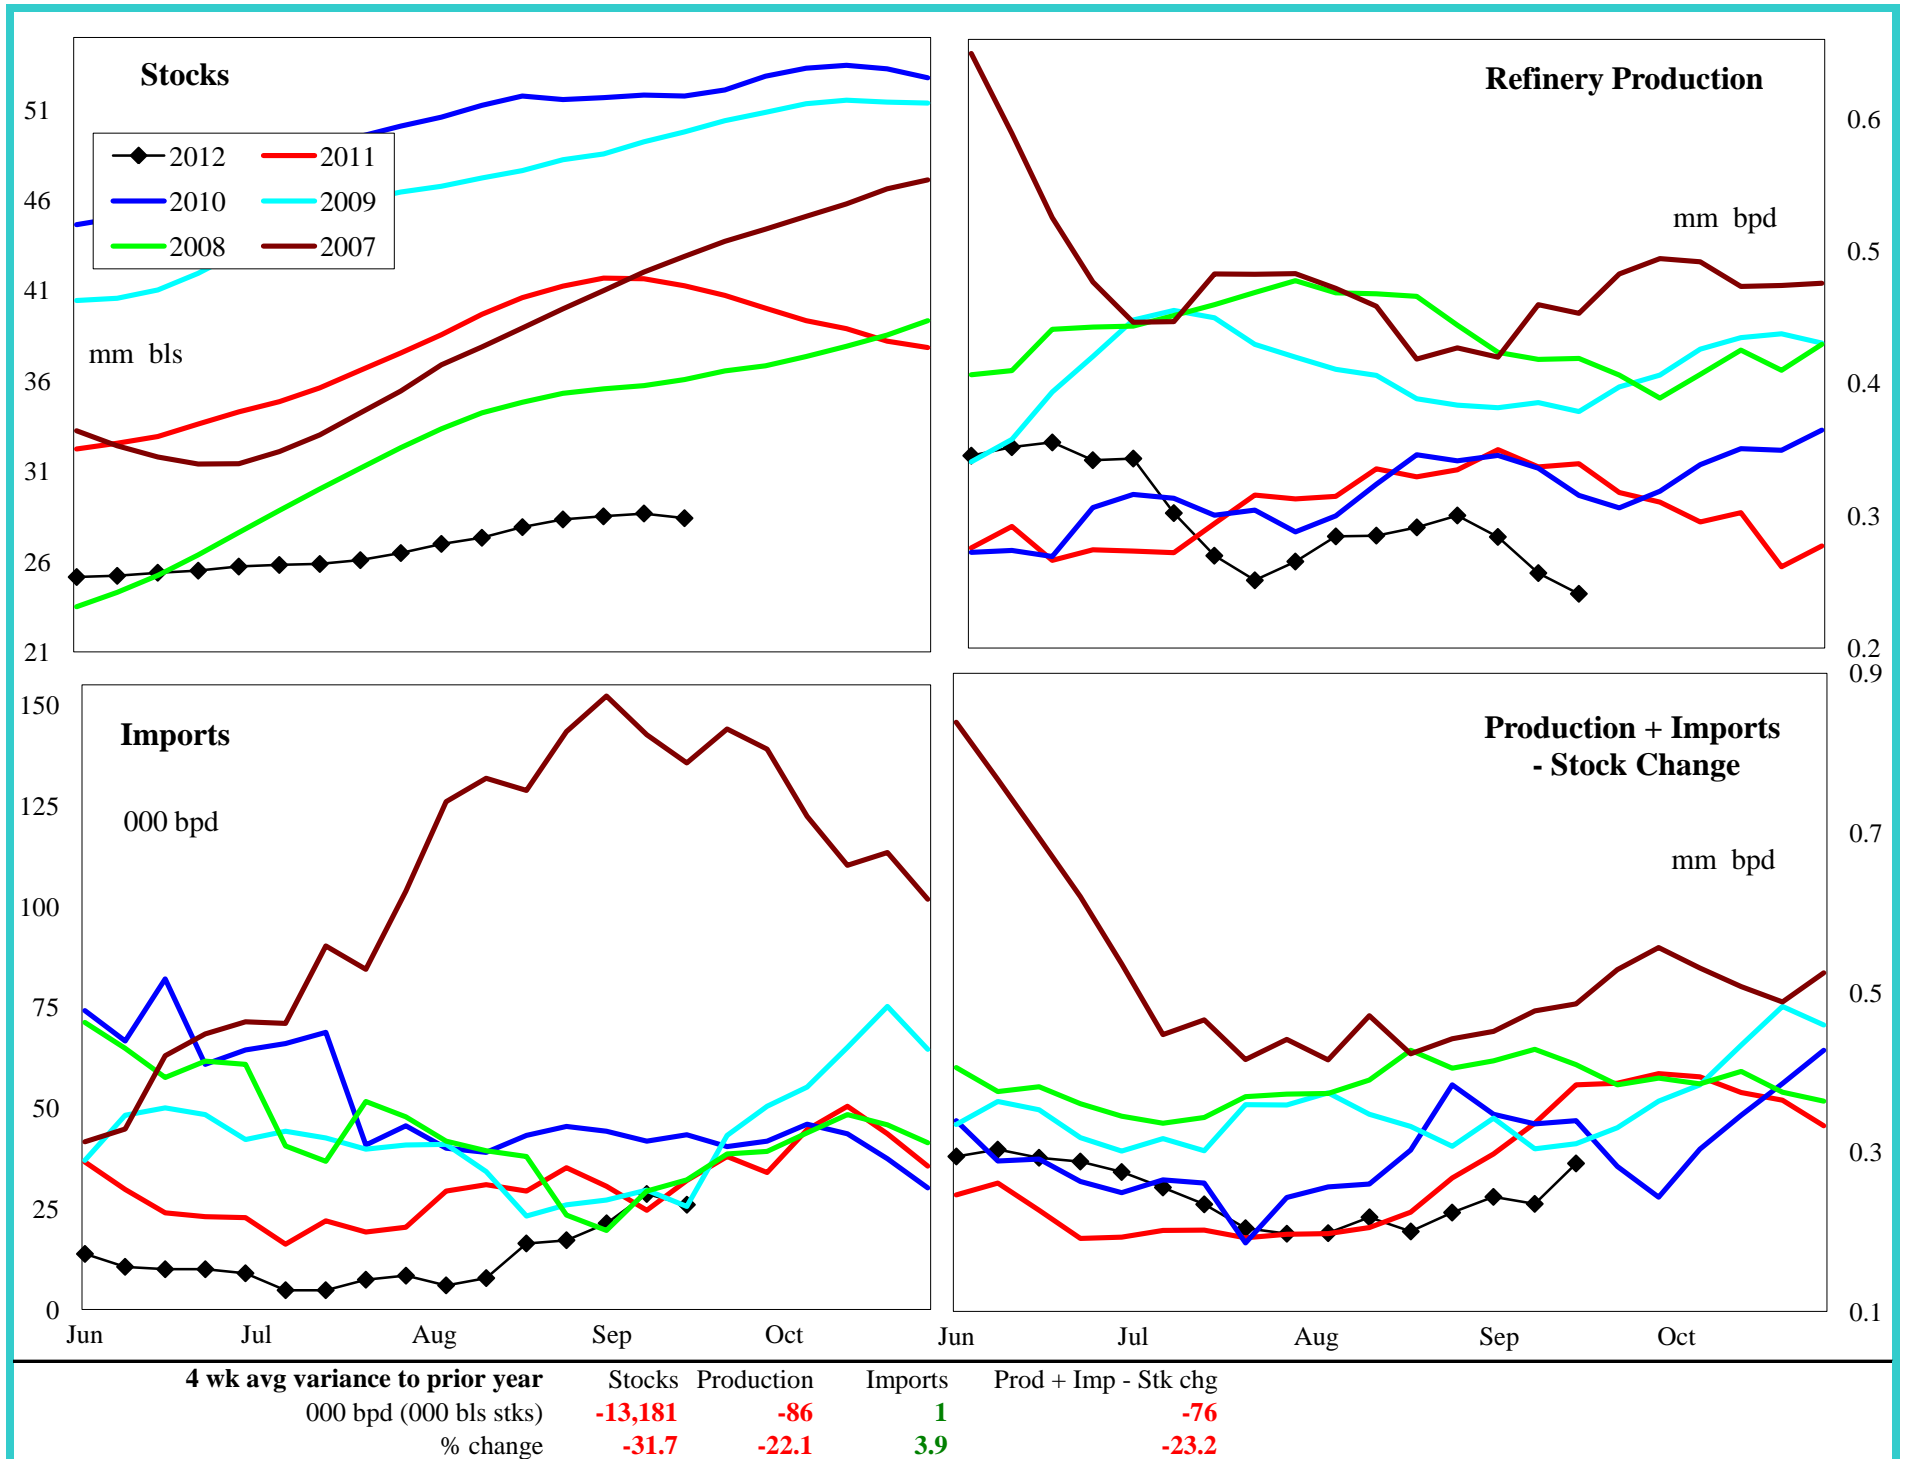 Stocks
51
46
41
36
31
26
21
2012
2011
2010
2009
2008
2007
mm bls
Refinery Production
mm bpd
0.6
0.5
0.4
0.3
0.2
Imports
000 bpd
150
125
100
75
50
25
0
Jun Jul Aug Sep Oct
Production + Imports
- Stock Change
mm bpd
0.9
0.7
0.5
0.3
0.1
Jun Jul Aug Sep Oct
4 wk avg variance to prior year Stocks Production Imports Prod + Imp - Stk chg
000 bpd (000 bls stks) -13,181 -86 1 -76
% change -31.7 -22.1 3.9 -23.2